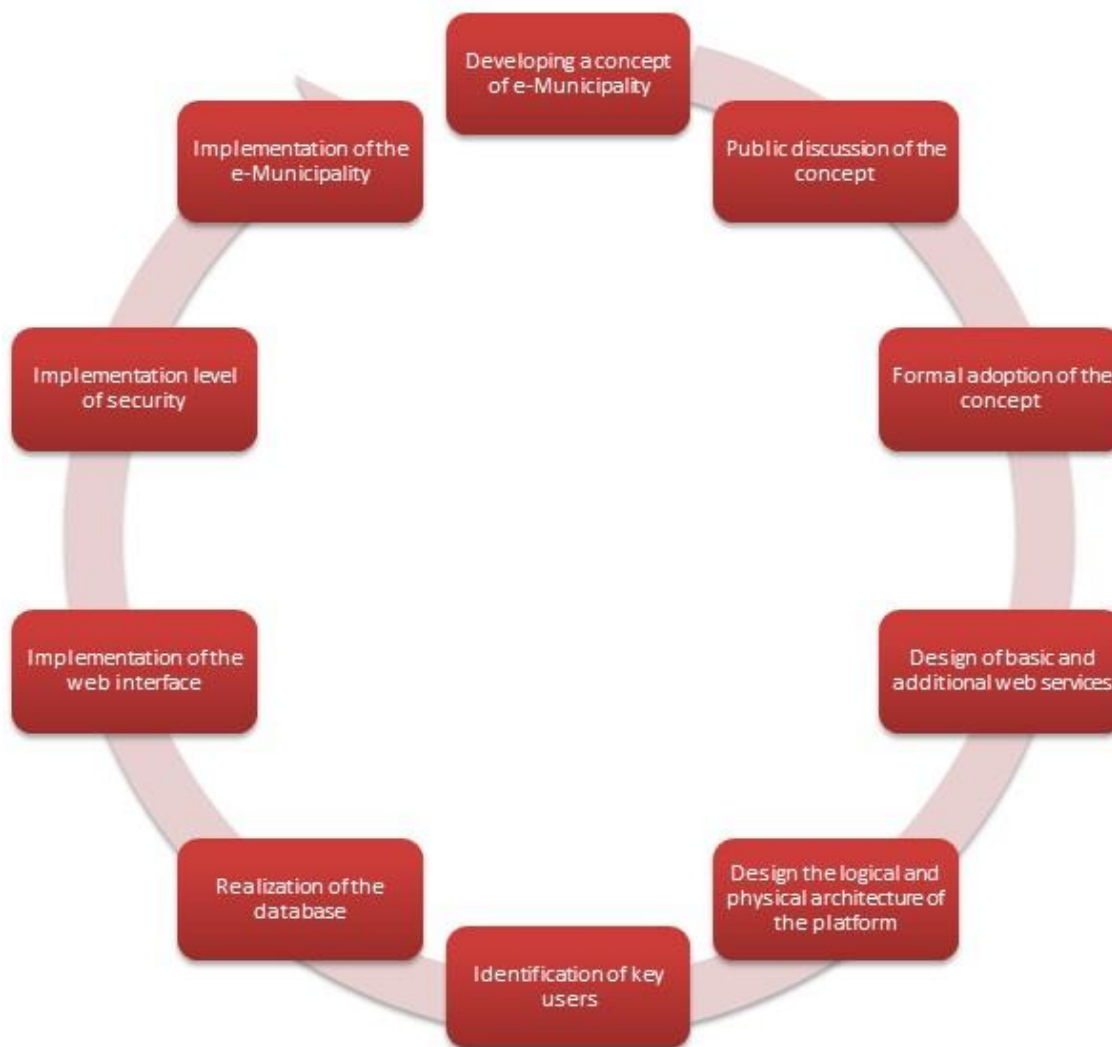 Developing a concept
of e-Municipality
Public discussion of the
concept
Formal adoption of the
concept
Design of basic and
additional web services
Design the logical and
physical architecture of
the platform
Identification of key
users
Realization of the
database
Implementation of the
web interface
Implementation level
of security
Implementation of the
e-Municipality